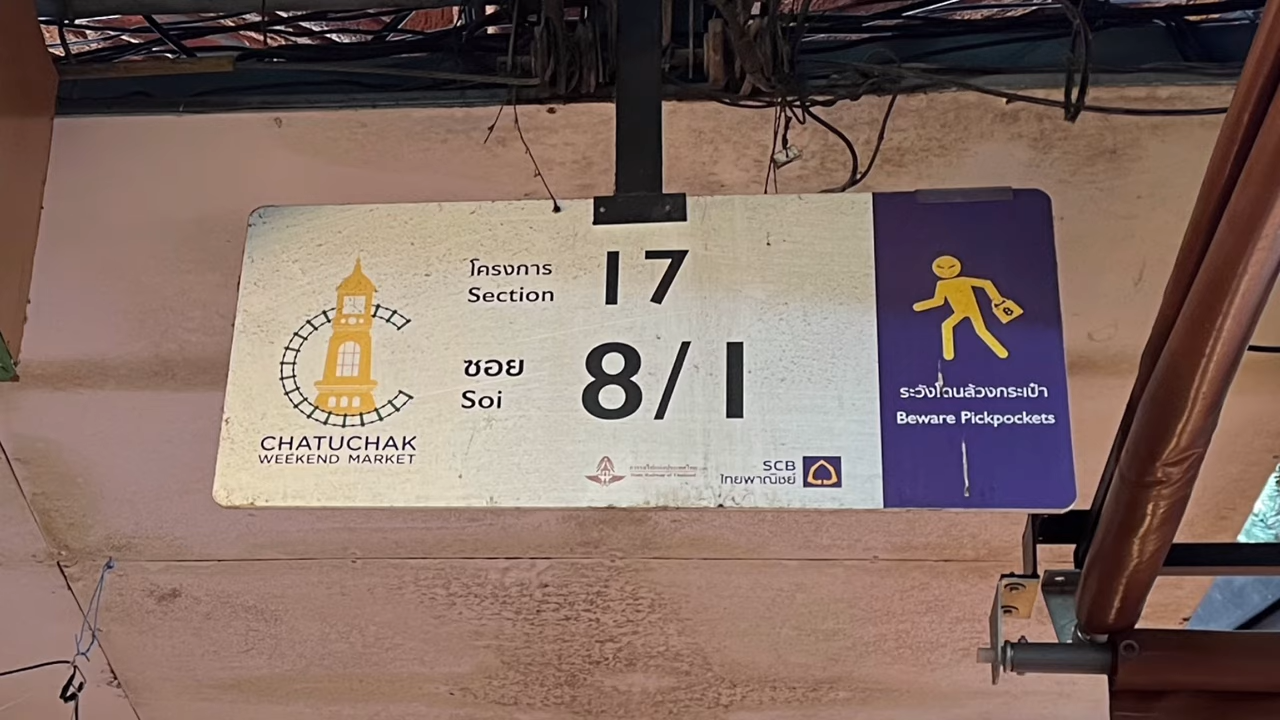 โครงการ
Section
17
ซอย
Soi
8/1
CHATUCHAK
WEEKEND MARKET
SCB
ไทยพาณิชย์
ระวังโดนล้วงกระเป๋า
Beware Pickpockets